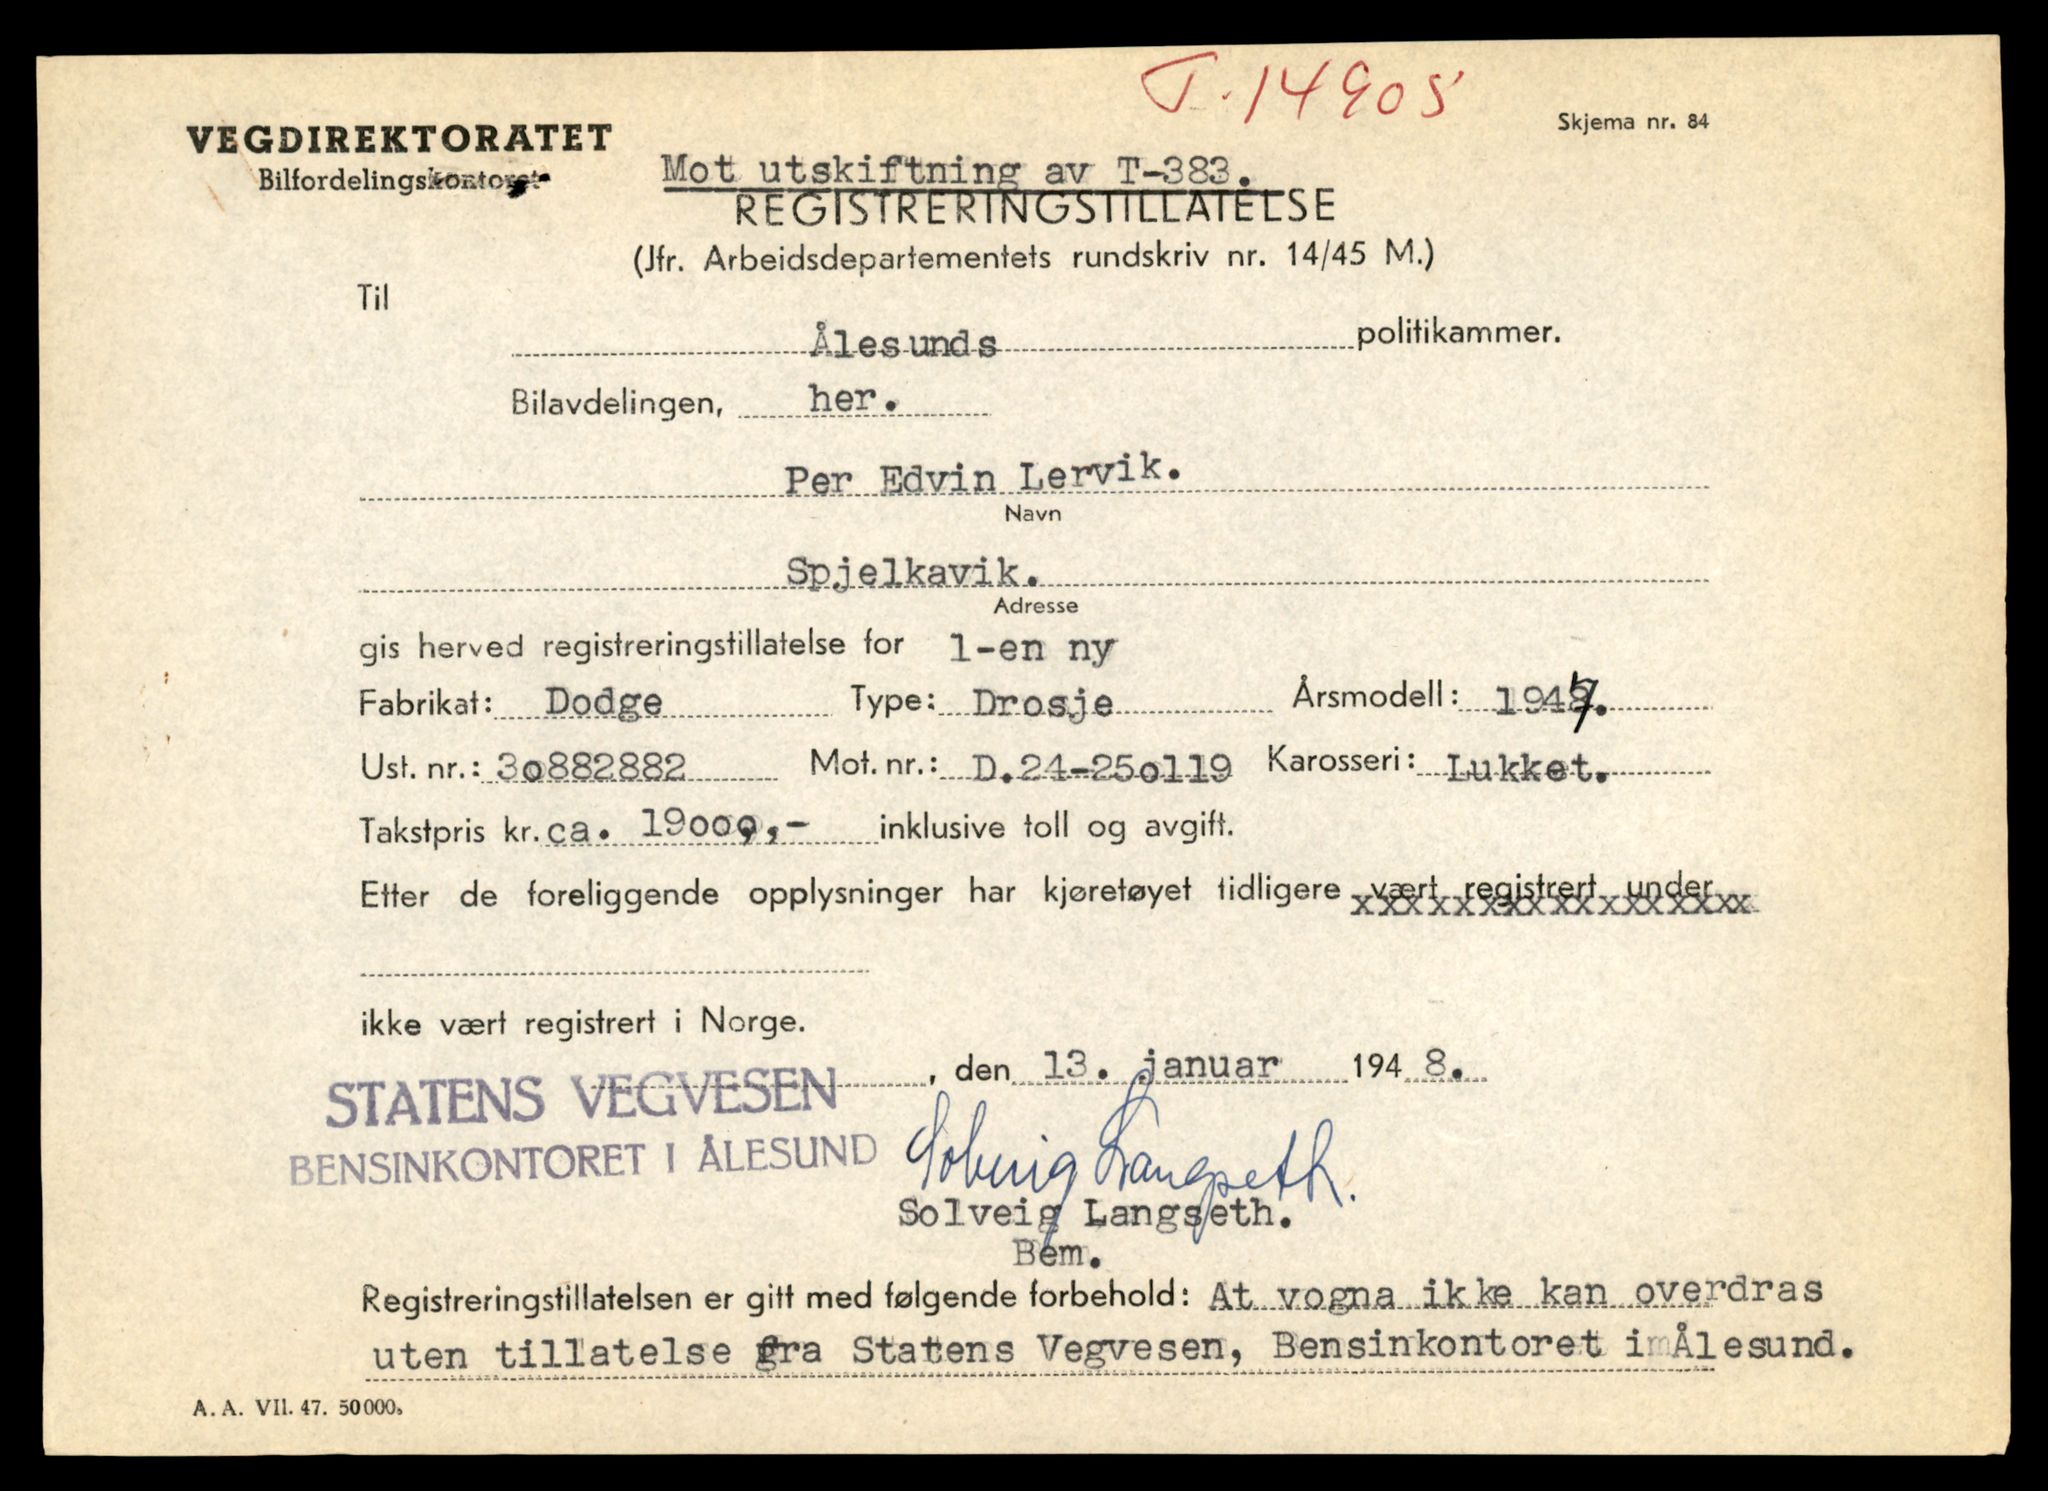 T. 14905
VEGDIREKTORATET
Skjema nr. 84
Bilfordelingskontoret
Mot utskiftning av T-383.
REGISTRERINGSTILLATELSE
(Jfr. Arbeidsdepartementets rundskriv nr. 14/45 M.)
Til
Ålesunds politikammer.
Bilavdelingen, her.
Per Edvin Lervik.
Navn
Spjelkavik.
Adresse
gis herved registreringstillatelse for 1-en ny
Fabrikat: Dodge Type: Drosje Årsmodell: 1947.
Ust. nr.: 3o882882 Mot. nr.: D.24-25o119 Karosseri: Lukket.
Takstpris kr. ca. 19ooo,- inklusive toll og avgift.
Etter de foreliggende opplysninger har kjøretøyet tidligere vært registrert under
ikke vært registrert i Norge.
, den 13. januar 1948.
STATENS VEGVESEN
BENSINKONTORET I ÅLESUND
Solveig Langseth.
Solveig Langseth.
Bem.
Registreringstillatelsen er gitt med følgende forbehold: At vogna ikke kan overdras
uten tillatelse fra Statens Vegvesen, Bensinkontoret i Ålesund.
A. A. VII. 47. 50000.